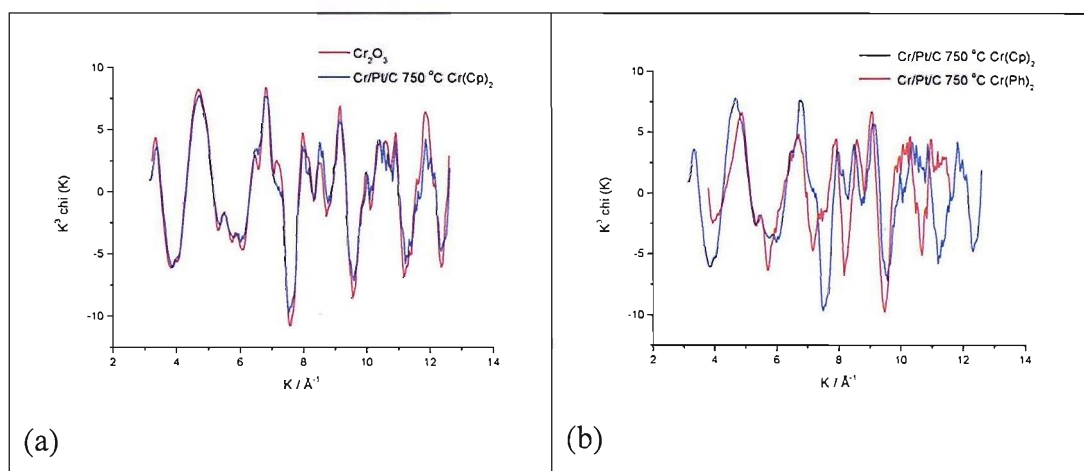 Cr₂O₃
Cr/Pt/C 750 °C Cr(Cp)₂
10
5
0
-5
-10
K³ chi (K)
2 4 6 8 10 12 14
K / Å⁻¹
(a)
Cr/Pt/C 750 °C Cr(Cp)₂
Cr/Pt/C 750 °C Cr(Ph)₂
10
5
0
-5
-10
K³ chi (K)
2 4 6 8 10 12 14
K / Å⁻¹
(b)